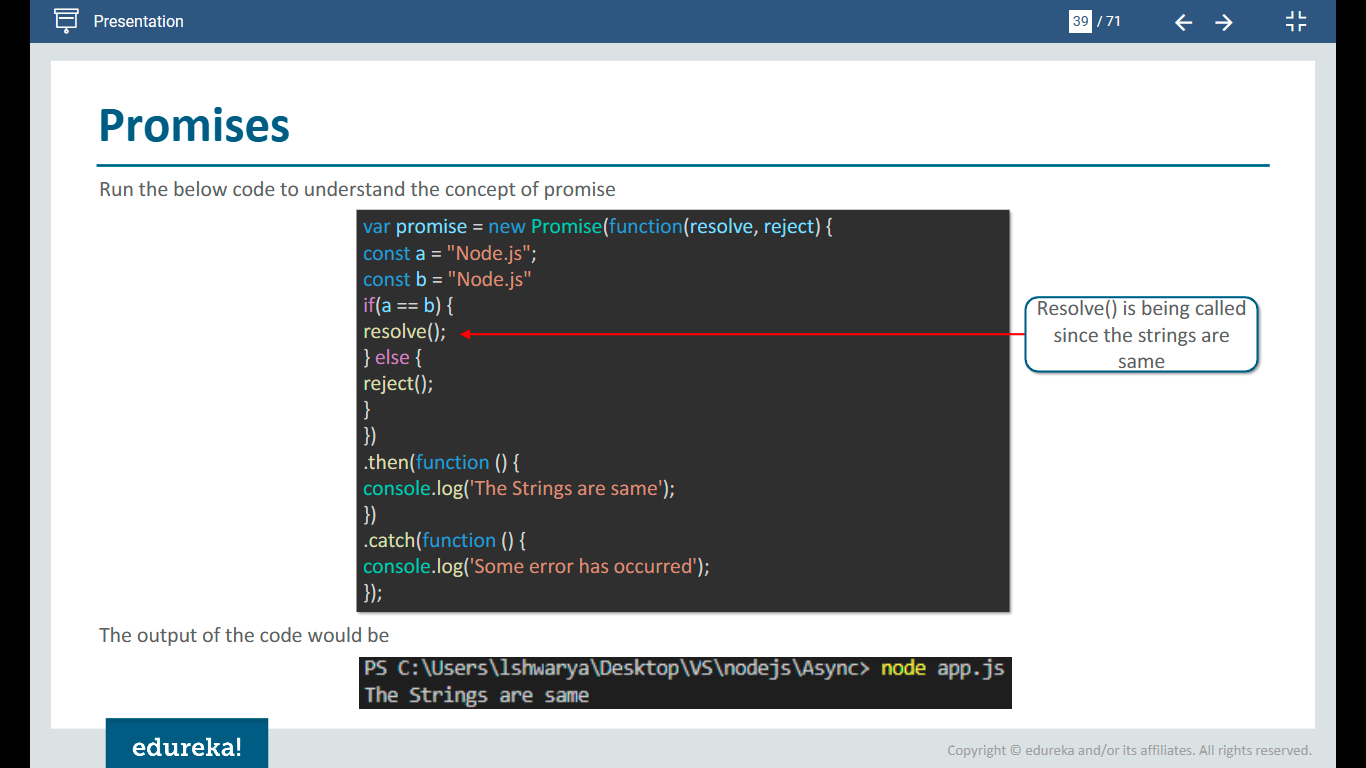 Presentation
39 / 71
Promises
Run the below code to understand the concept of promise
var promise = new Promise(function(resolve, reject) {
const a = "Node.js";
const b = "Node.js"
if(a == b) {
resolve();
} else {
reject();
}
})
.then(function () {
console.log('The Strings are same');
})
.catch(function () {
console.log('Some error has occurred');
});
Resolve() is being called
since the strings are
same
The output of the code would be
PS C:\Users\lshwarya\Desktop\VS\nodejs\Async> node app.js
The Strings are same
edureka!
Copyright © edureka and/or its affiliates. All rights reserved.